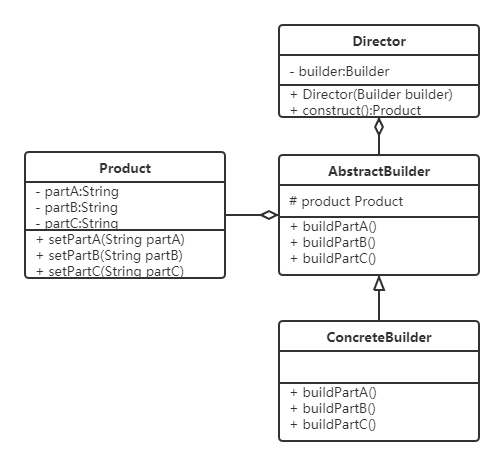 Director
- builder:Builder
+ Director(Builder builder)
+ construct():Product
Product
- partA:String
- partB:String
- partC:String
+ setPartA(String partA)
+ setPartB(String partB)
+ setPartC(String partC)
AbstractBuilder
# product Product
+ buildPartA()
+ buildPartB()
+ buildPartC()
ConcreteBuilder
+ buildPartA()
+ buildPartB()
+ buildPartC()